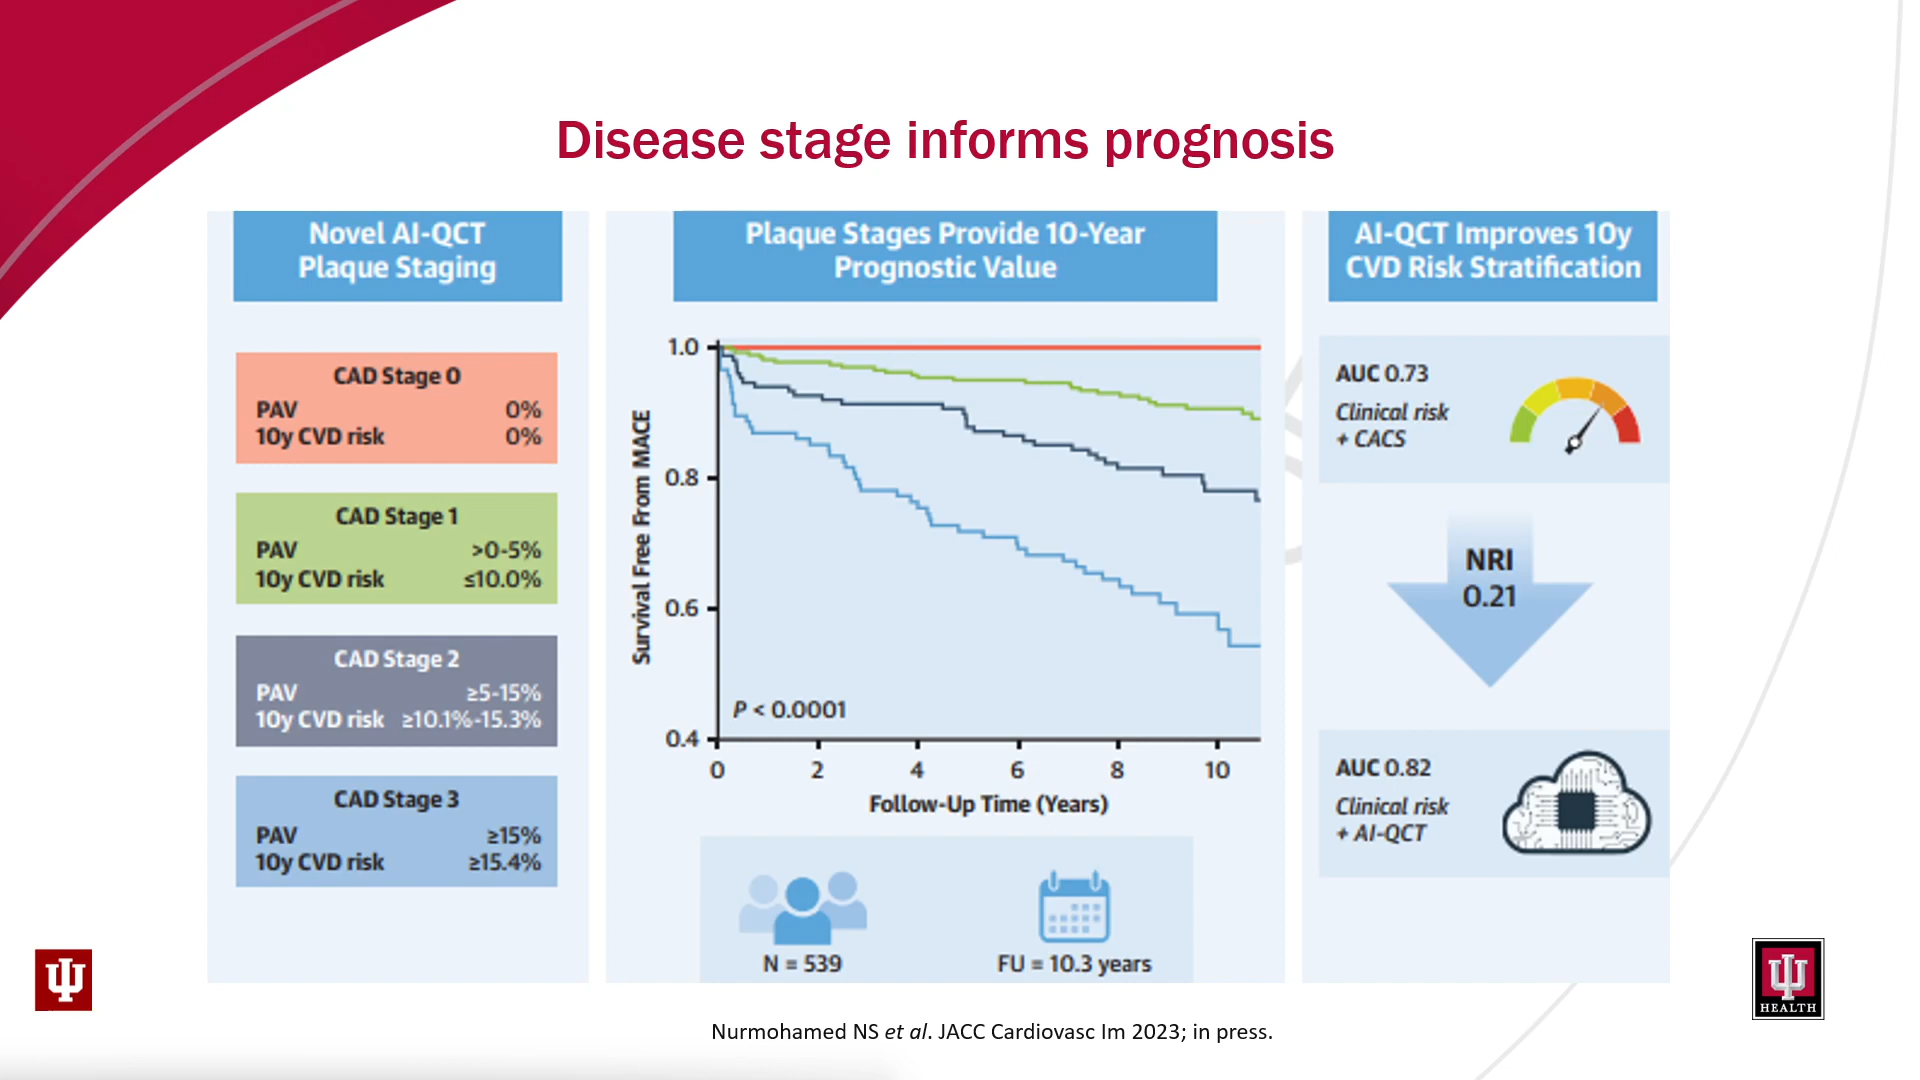 Disease stage informs prognosis
Novel AI-QCT
Plaque Staging
CAD Stage 0
PAV 0%
10y CVD risk 0%
CAD Stage 1
PAV >0-5%
10y CVD risk ≤10.0%
CAD Stage 2
PAV ≥5-15%
10y CVD risk ≥10.1%-15.3%
CAD Stage 3
PAV ≥15%
10y CVD risk ≥15.4%
Plaque Stages Provide 10-Year
Prognostic Value
Survival Free From MACE
1.0
0.8
0.6
0.4
P < 0.0001
0 2 4 6 8 10
Follow-Up Time (Years)
N = 539
FU = 10.3 years
AI-QCT Improves 10y
CVD Risk Stratification
AUC 0.73
Clinical risk
+ CACS
NRI
0.21
AUC 0.82
Clinical risk
+ AI-QCT
HEALTH
Nurmohamed NS et al. JACC Cardiovasc Im 2023; in press.